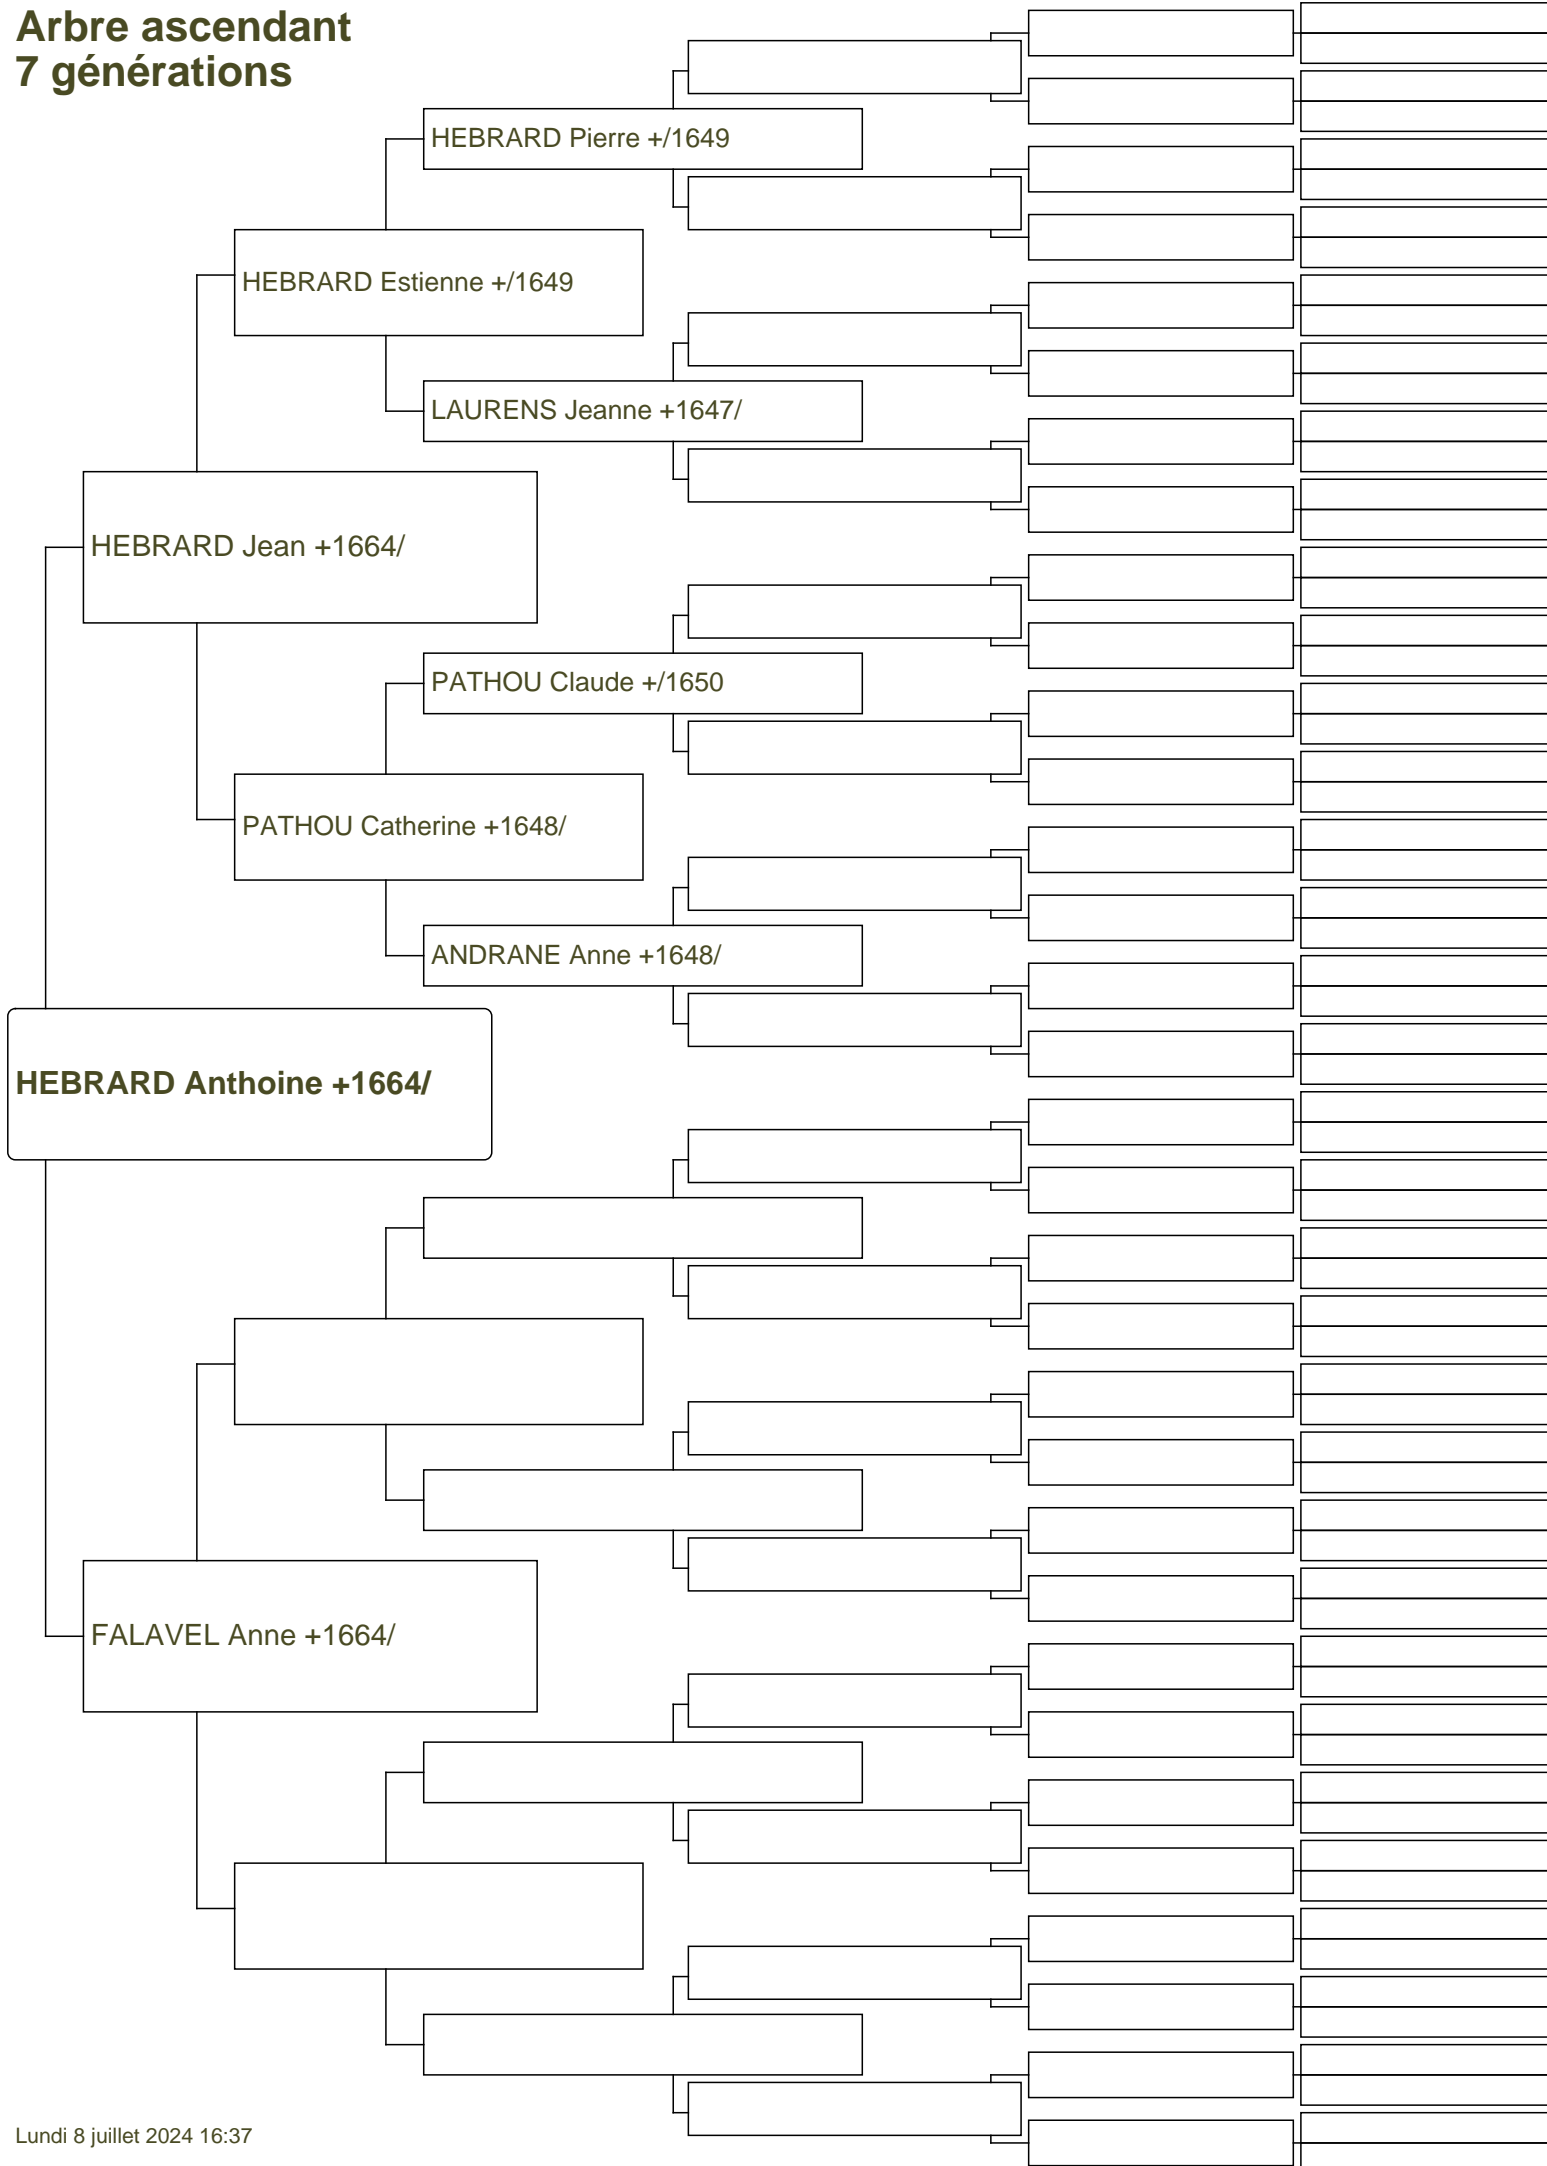 Arbre ascendant
7 générations
HEBRARD Pierre +/1649
HEBRARD Estienne +/1649
LAURENS Jeanne +1647/
HEBRARD Jean +1664/
PATHOU Claude +/1650
PATHOU Catherine +1648/
ANDRANE Anne +1648/
HEBRARD Anthoine +1664/
FALAVEL Anne +1664/
Lundi 8 juillet 2024 16:37